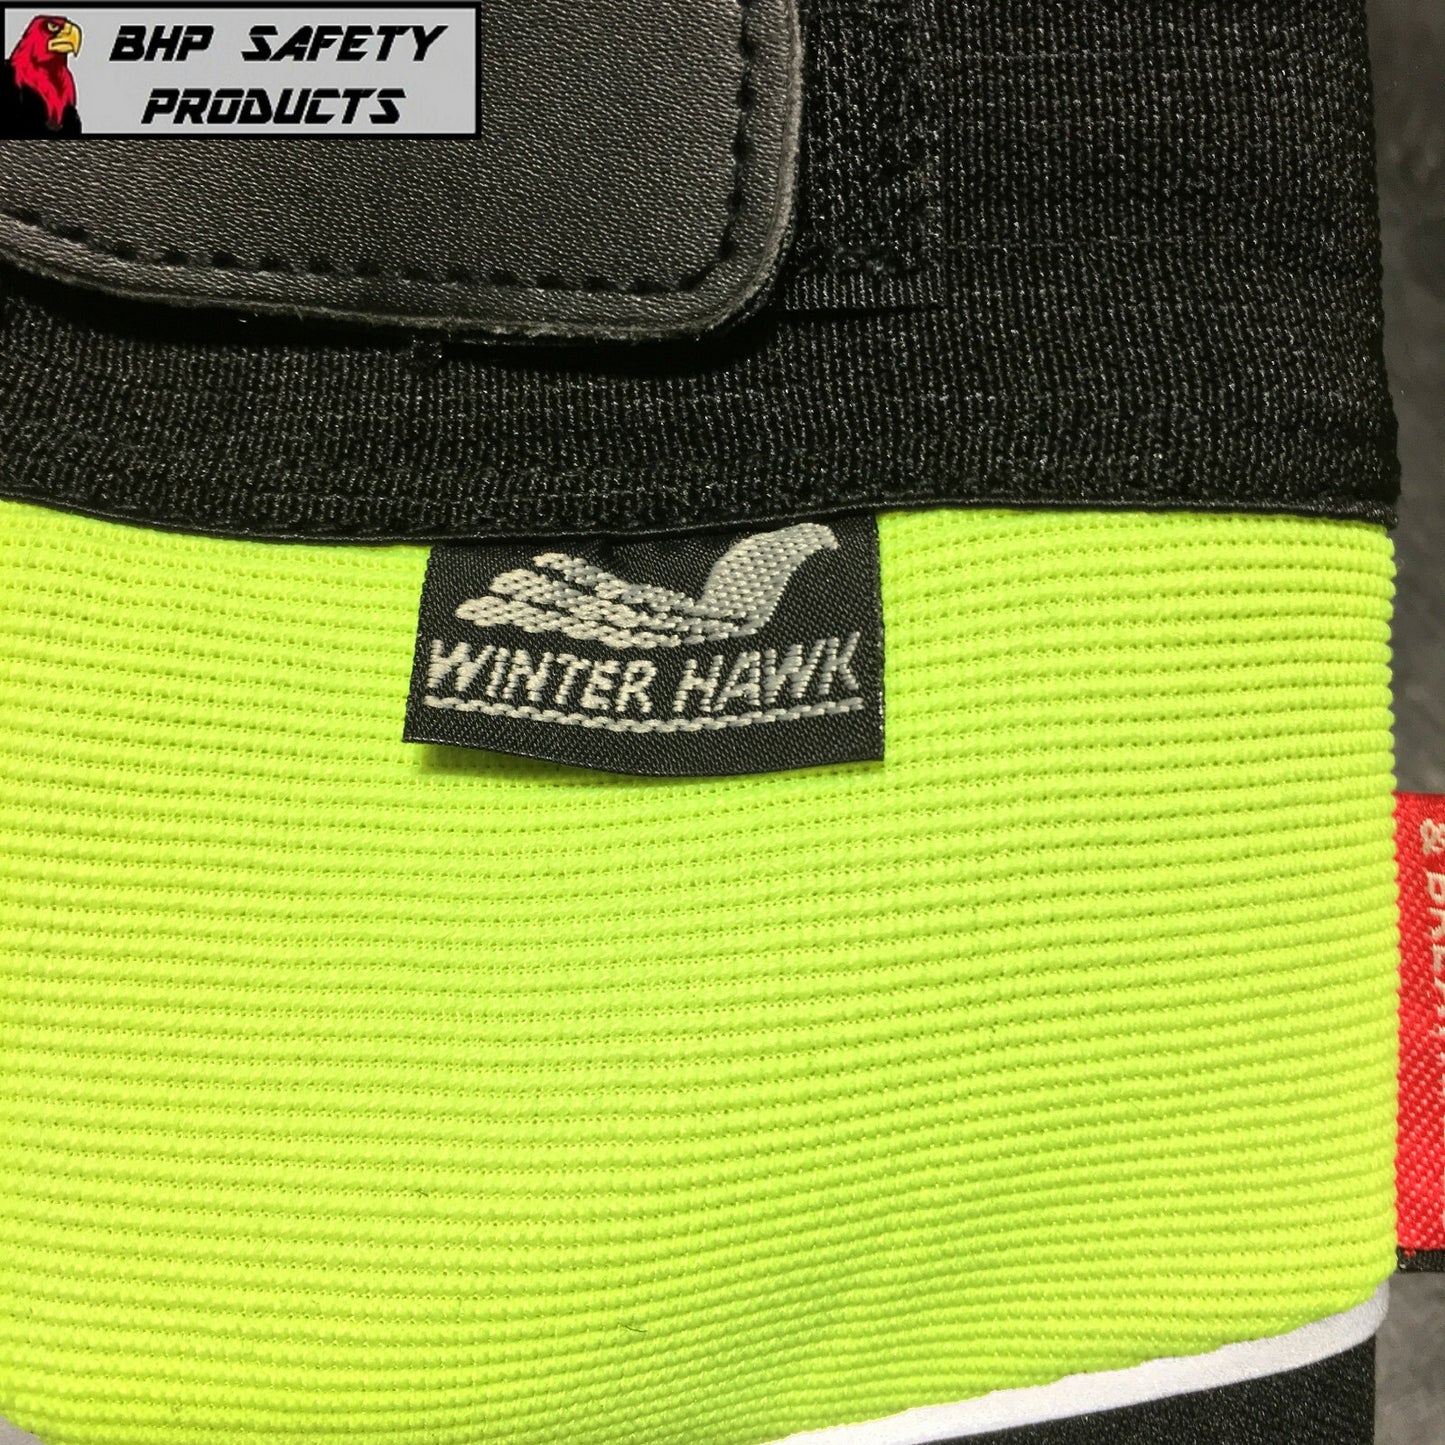 BHP SAFETY
PRODUCTS
WINTER HAWK